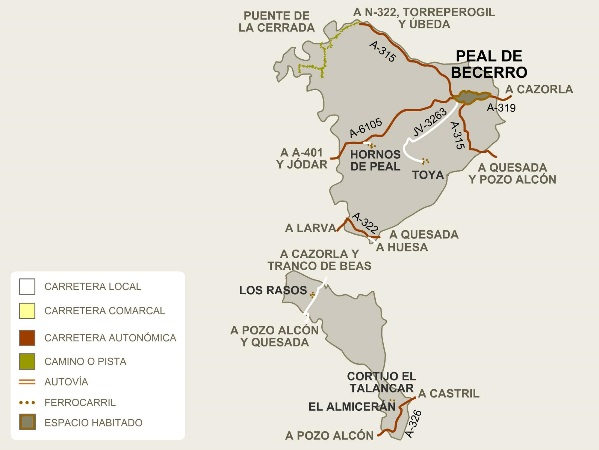 PUENTE DE
LA CERRADA
A N-322, TORREPEROGIL
Y ÚBEDA
A-315
PEAL DE
BECERRO
A CAZORLA
A-319
JV-3263
A-315
A-6105
HORNOS
DE PEAL
A A-401
Y JÓDAR
TOYA
A QUESADA
Y POZO ALCÓN
A LARVA
A-322
A QUESADA
A HUESA
A CAZORLA Y
TRANCO DE BEAS
LOS RASOS
A POZO ALCÓN
Y QUESADA
CORTIJO EL
TALANCAR
A CASTRIL
EL ALMICERÁN
A-326
A POZO ALCÓN
CARRETERA LOCAL
CARRETERA COMARCAL
CARRETERA AUTONÓMICA
CAMINO O PISTA
AUTOVÍA
FERROCARRIL
ESPACIO HABITADO